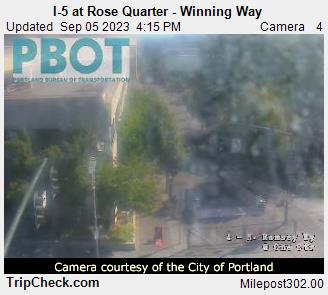 I-5 at Rose Quarter - Winning Way
Updated Sep 05 2023 4:15 PM Camera 4
PBOT
PORTLAND BUREAU OF TRANSPORTATION
Camera courtesy of the City of Portland
TripCheck.com Milepost302.00